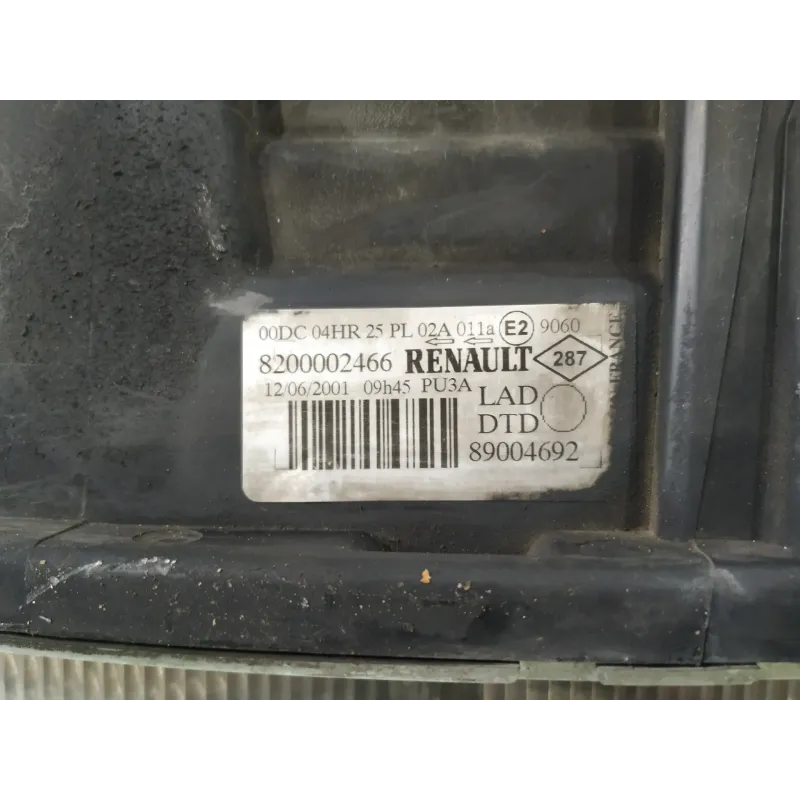 00DC 04HR 25 PL 02A 011a E2 9060
8200002466 RENAULT 287
12/06/2001 09h45 PU3A
LAD
DTD
89004692
FRANCE